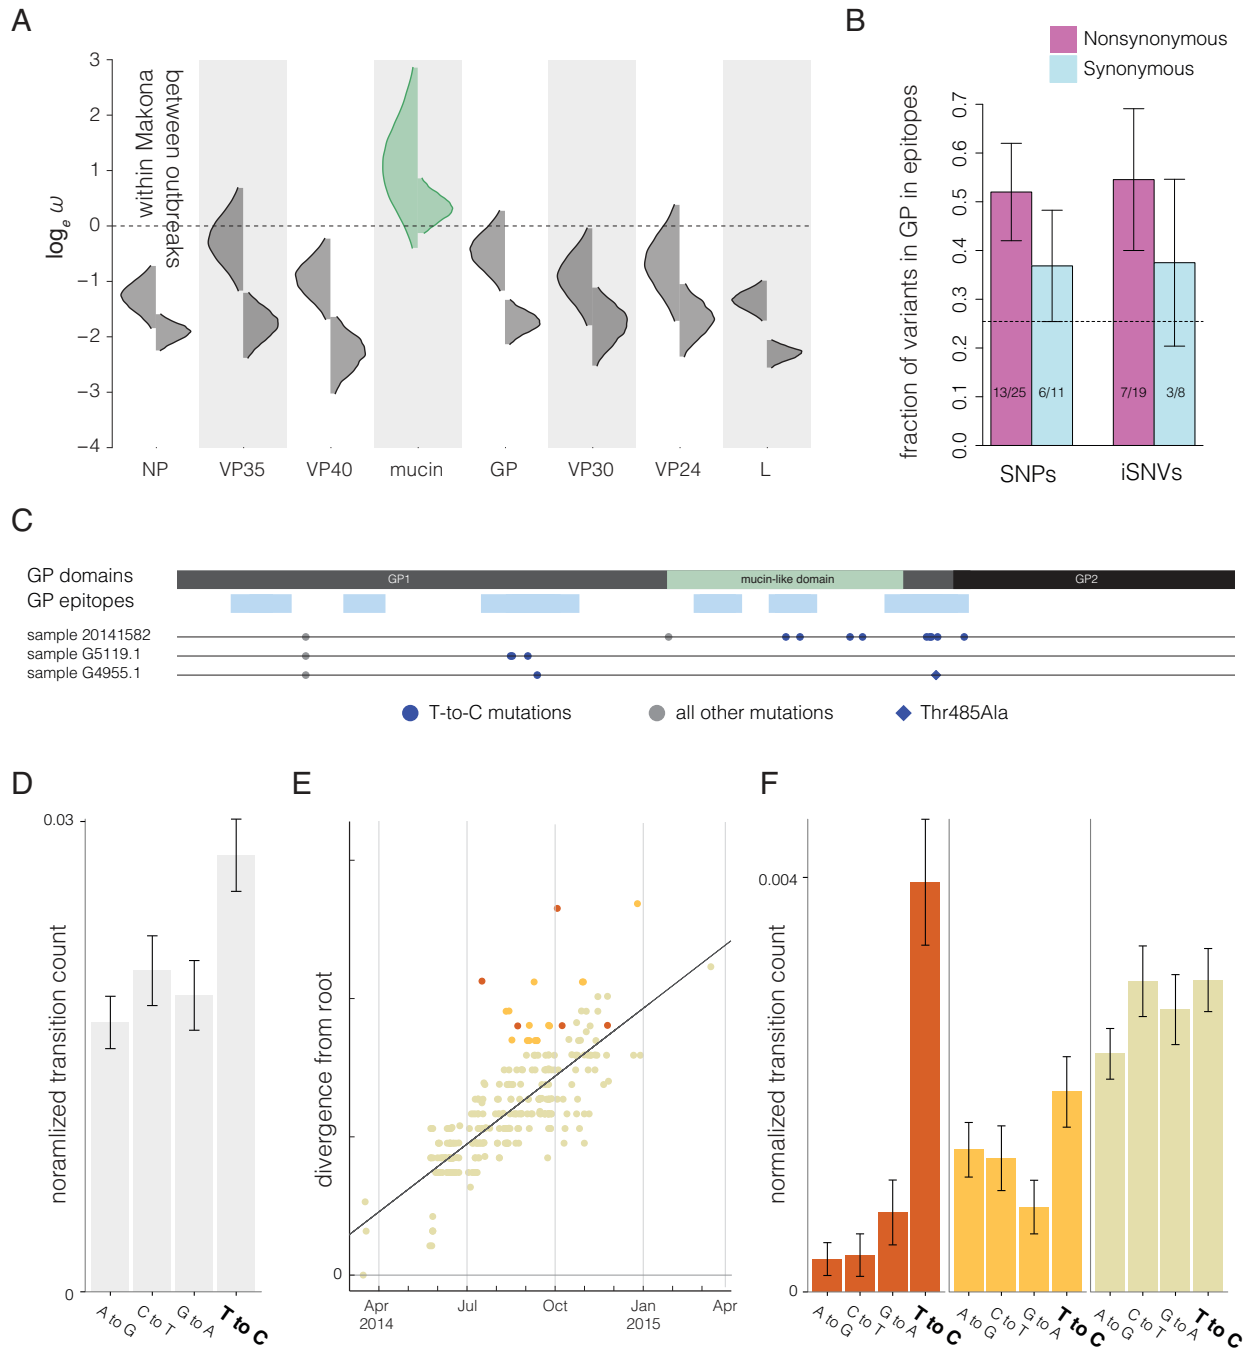 A
B
Nonsynonymous
Synonymous
3
2
1
0
−1
−2
−3
−4
logₑ ω
within Makona
between outbreaks
NP
VP35
VP40
mucin
GP
VP30
VP24
L
fraction of variants in GP in epitopes
0.7
0.6
0.5
0.4
0.3
0.2
0.1
0.0
13/25
6/11
7/19
3/8
SNPs
iSNVs
C
GP domains
GP1
mucin-like domain
GP2
GP epitopes
sample 20141582
sample G5119.1
sample G4955.1
T-to-C mutations
all other mutations
Thr485Ala
D
noramlized transition count
0.03
0
A to G
C to T
G to A
T to C
E
divergence from root
0
Apr
2014
Jul
Oct
Jan
2015
Apr
F
normalized transition count
0.004
0
A to G
C to T
G to A
T to C
A to G
C to T
G to A
T to C
A to G
C to T
G to A
T to C